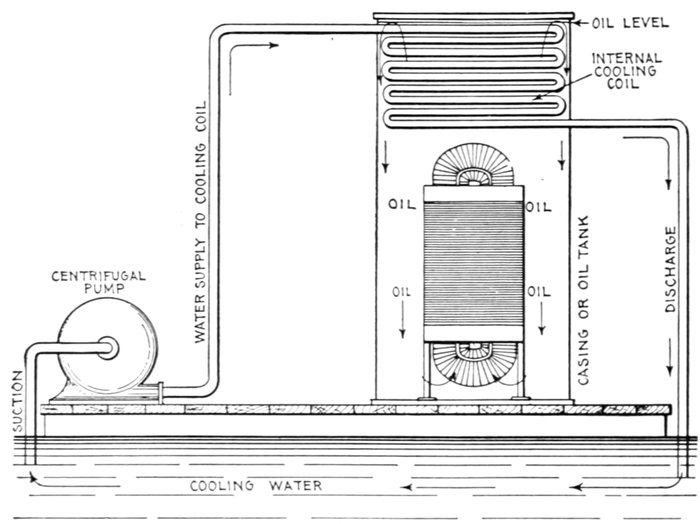 OIL LEVEL
INTERNAL
COOLING
COIL
WATER SUPPLY TO COOLING COIL
OIL
OIL
CENTRIFUGAL
PUMP
OIL
OIL
CASING OR OIL TANK
DISCHARGE
SUCTION
COOLING WATER